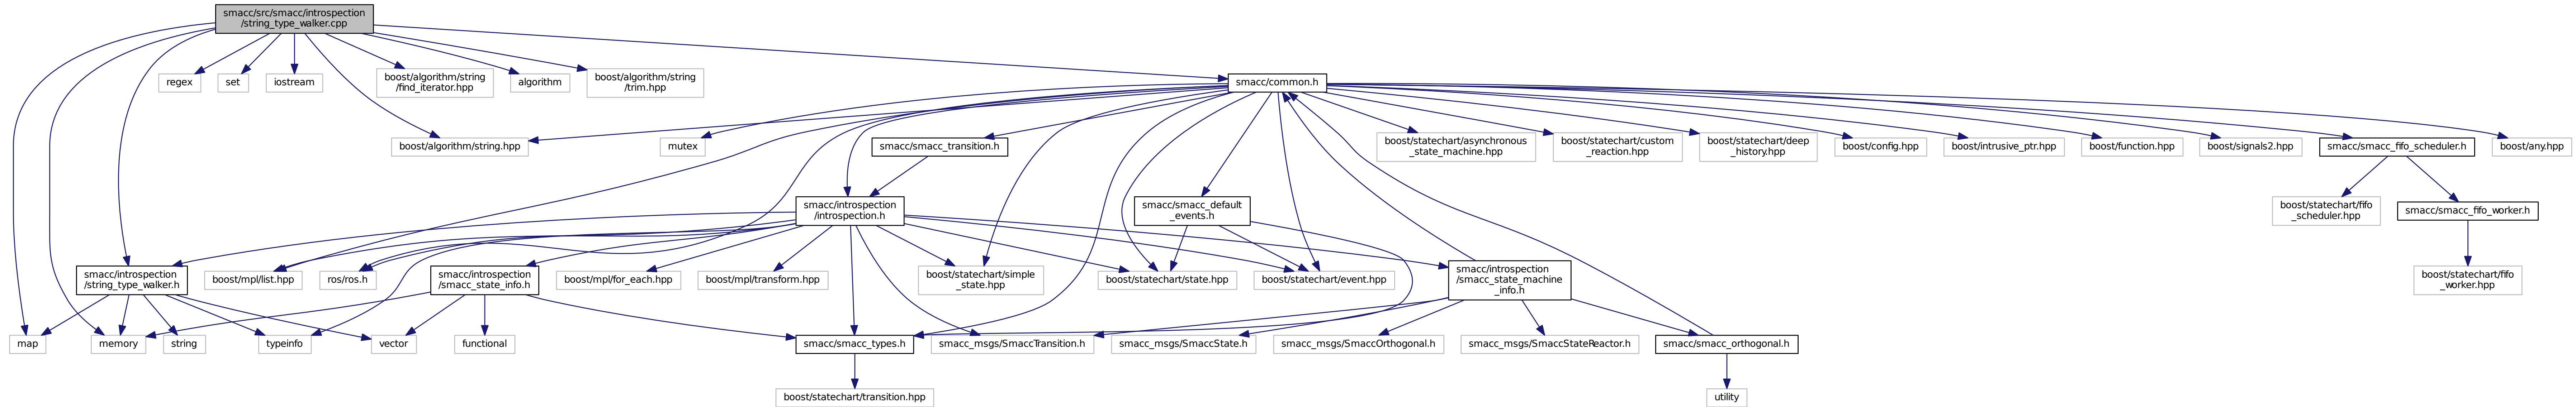 smacc/src/smacc/introspection
/string_type_walker.cpp
regex
set
iostream
boost/algorithm/string
/find_iterator.hpp
algorithm
boost/algorithm/string
/trim.hpp
smacc/common.h
boost/algorithm/string.hpp
mutex
smacc/smacc_transition.h
boost/statechart/asynchronous
_state_machine.hpp
boost/statechart/custom
_reaction.hpp
boost/statechart/deep
_history.hpp
boost/config.hpp
boost/intrusive_ptr.hpp
boost/function.hpp
boost/signals2.hpp
smacc/smacc_fifo_scheduler.h
boost/any.hpp
smacc/introspection
/introspection.h
smacc/smacc_default
_events.h
boost/statechart/fifo
_scheduler.hpp
smacc/smacc_fifo_worker.h
smacc/introspection
/string_type_walker.h
boost/mpl/list.hpp
ros/ros.h
smacc/introspection
/smacc_state_info.h
boost/mpl/for_each.hpp
boost/mpl/transform.hpp
boost/statechart/simple
_state.hpp
boost/statechart/state.hpp
boost/statechart/event.hpp
smacc/introspection
/smacc_state_machine
_info.h
boost/statechart/fifo
_worker.hpp
map
memory
string
typeinfo
vector
functional
smacc/smacc_types.h
smacc_msgs/SmaccTransition.h
smacc_msgs/SmaccState.h
smacc_msgs/SmaccOrthogonal.h
smacc_msgs/SmaccStateReactor.h
smacc/smacc_orthogonal.h
boost/statechart/transition.hpp
utility